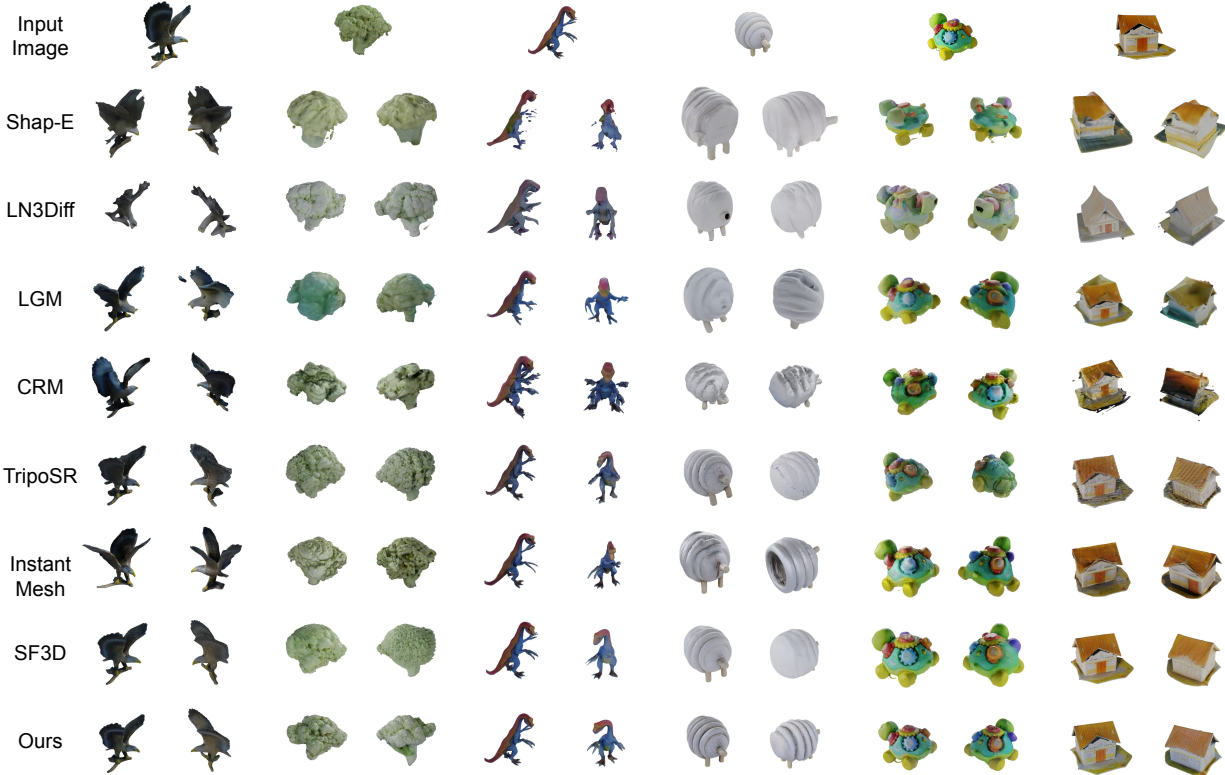 Input
Image
Shap-E
LN3Diff
LGM
CRM
TripoSR
Instant
Mesh
SF3D
Ours